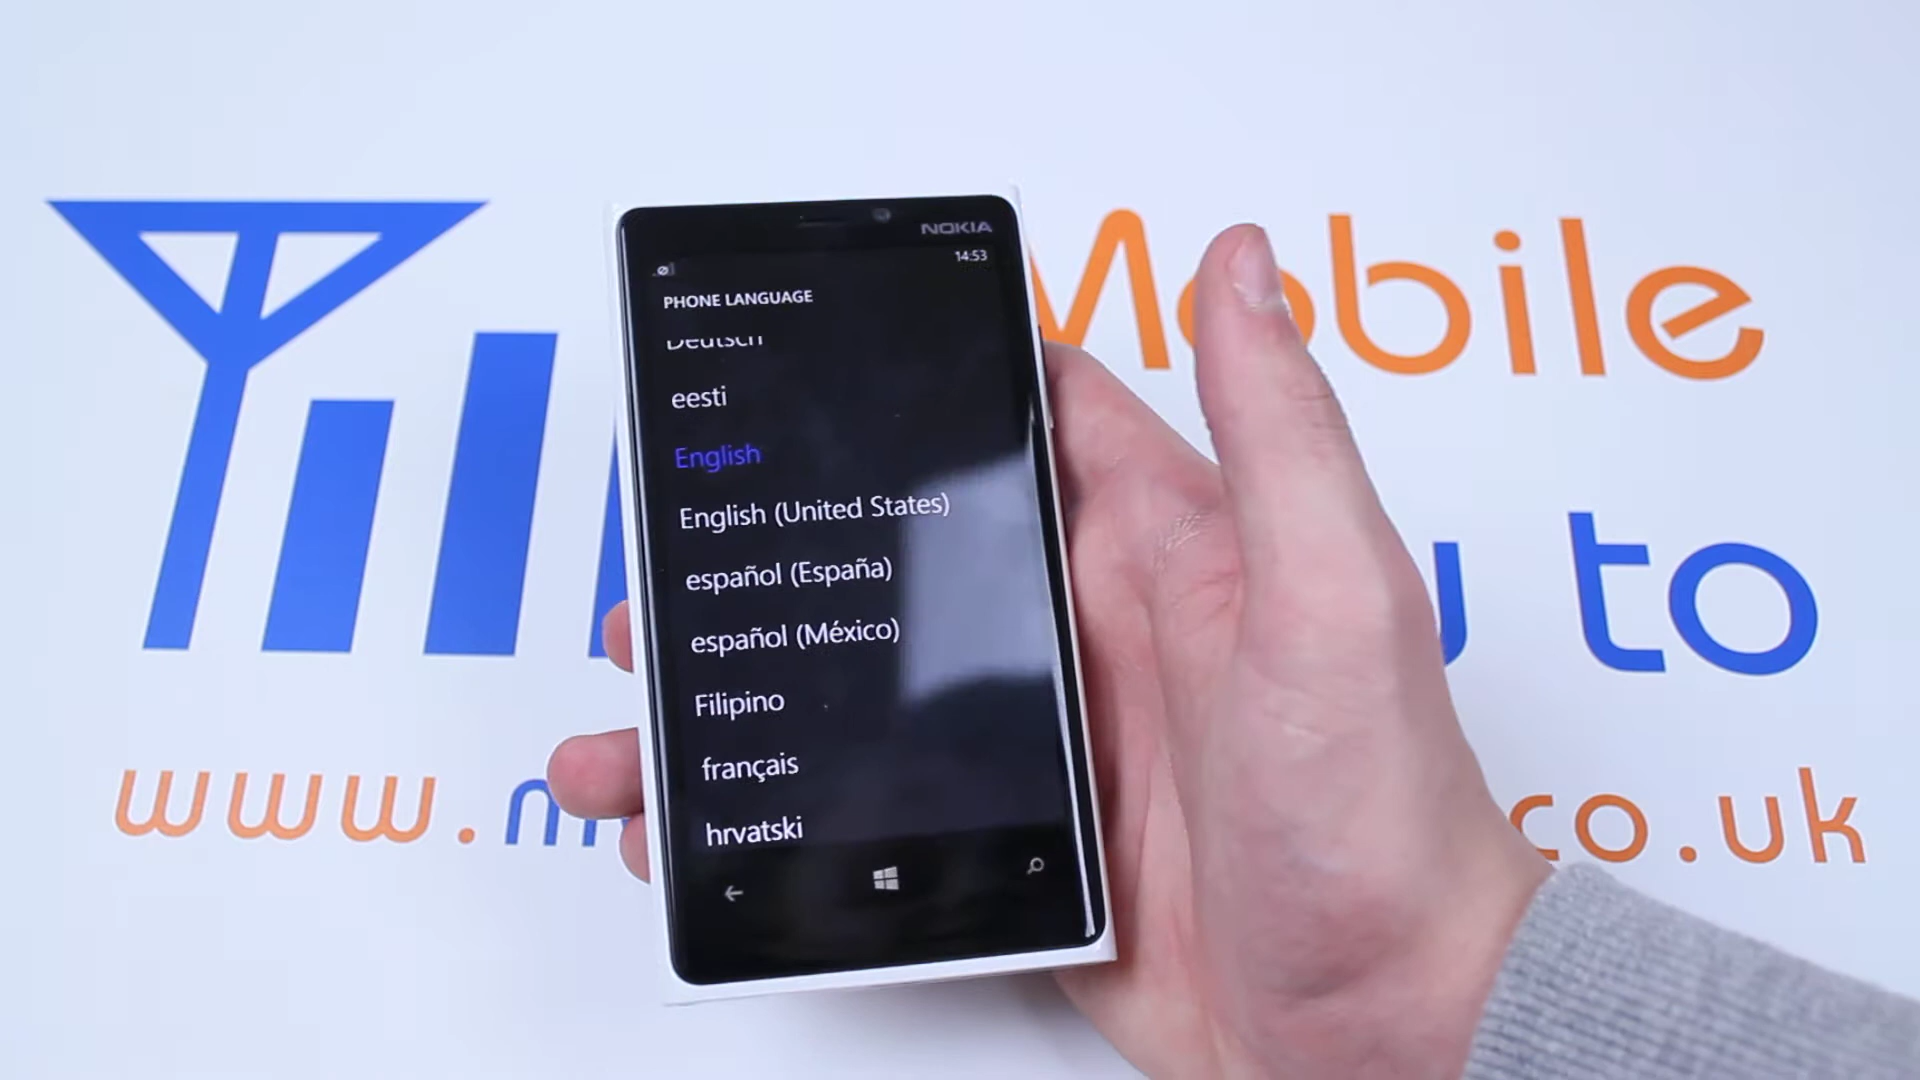 NOKIA
14:53
PHONE LANGUAGE
Deutsch
eesti
English
English (United States)
español (España)
español (México)
Filipino
français
hrvatski
Mobile
to
www.
.co.uk